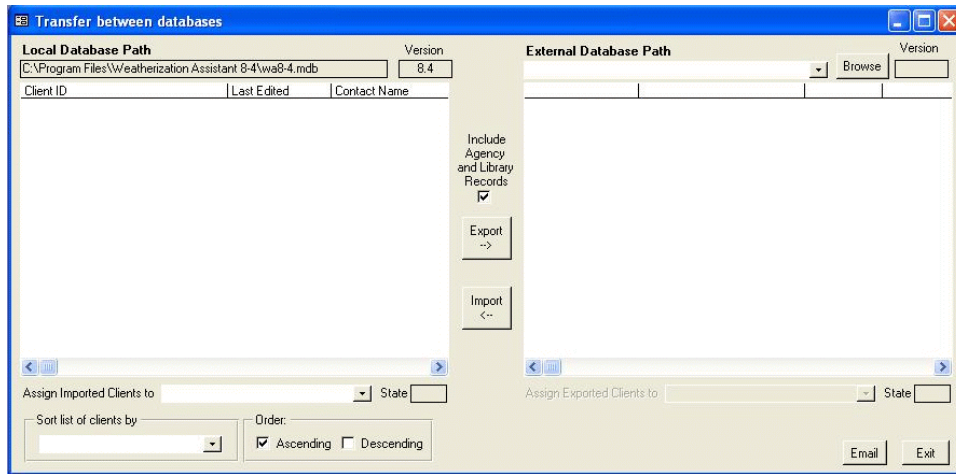 Transfer between databases
Local Database Path Version
C:\Program Files\Weatherization Assistant 8-4\wa8-4.mdb 8.4
Client ID Last Edited Contact Name
External Database Path Version
Browse
Include
Agency
and Library
Records
Export
-->
Import
<--
Assign Imported Clients to State
Assign Exported Clients to State
Sort list of clients by
Order:
Ascending Descending
Email Exit